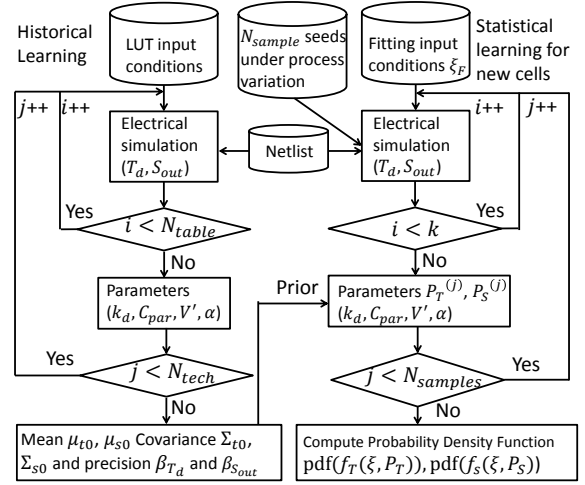 Historical
Learning
LUT input
conditions
N_sample seeds
under process
variation
Fitting input
conditions ξ_F
Statistical
learning for
new cells
j++
i++
i++
j++
Electrical
simulation
(T_d, S_out)
Netlist
Electrical
simulation
(T_d, S_out)
Yes
i < N_table
Yes
i < k
No
No
Parameters
(k_d, C_par, V′, α)
Prior
Parameters P_T^(j), P_S^(j)
(k_d, C_par, V′, α)
Yes
j < N_tech
Yes
j < N_samples
No
No
Mean μ_t0, μ_s0 Covariance Σ_t0,
Σ_s0 and precision β_T_d and β_S_out
Compute Probability Density Function
pdf(f_T(ξ, P_T)), pdf(f_S(ξ, P_S))